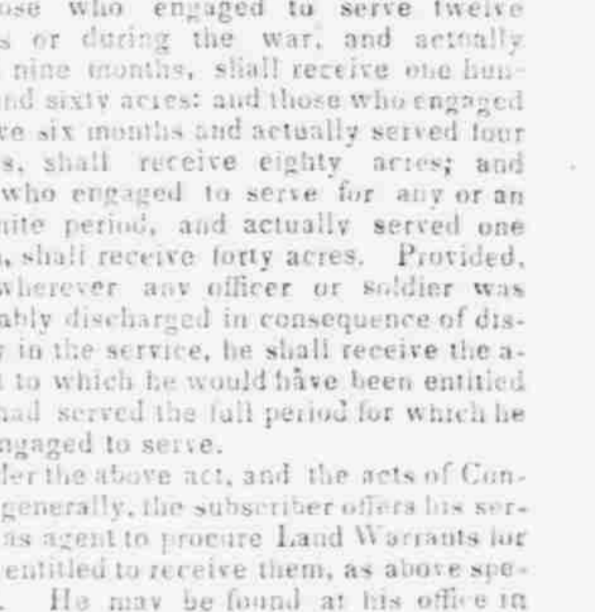 ose who engaged to serve twelve
s or during the war, and actually
nine months, shall receive one hun-
nd sixty acres: and those who engaged
ve six months and actually served four
s, shall receive eighty acres; and
who engaged to serve for any or an
nite period, and actually served one
, shall receive forty acres. Provided,
wherever any officer or soldier was
ably discharged in consequence of dis-
y in the service, he shall receive the a-
t to which he would have been entitled
had served the full period for which he
ngaged to serve.
der the above act, and the acts of Con-
generally, the subscriber offers his ser-
as agent to procure Land Warrants for
entitled to receive them, as above spe-
. He may be found at his office in